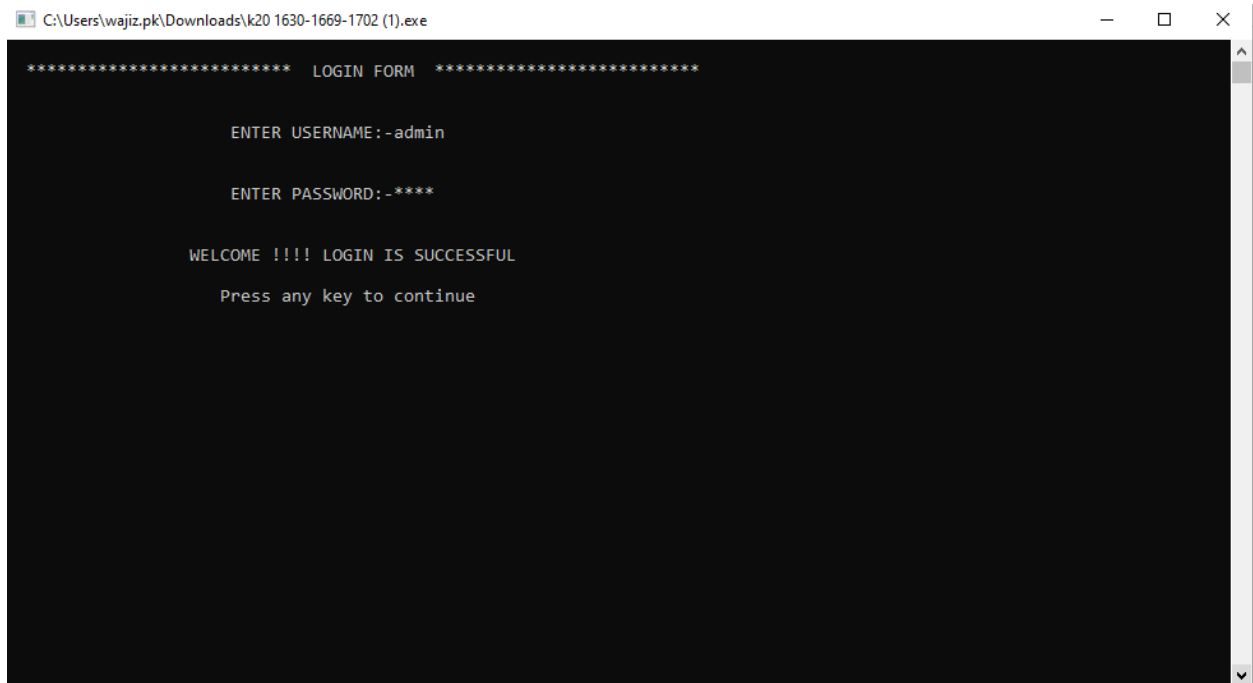 C:\Users\wajiz.pk\Downloads\k20 1630-1669-1702 (1).exe
************************** LOGIN FORM **************************
ENTER USERNAME:-admin
ENTER PASSWORD:-****
WELCOME !!!! LOGIN IS SUCCESSFUL
Press any key to continue